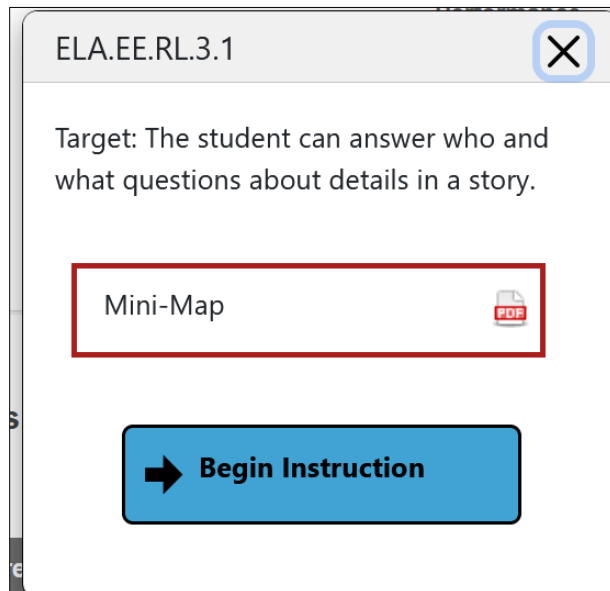 ELA.EE.RL.3.1
Target: The student can answer who and
what questions about details in a story.
Mini-Map
PDF
Begin Instruction